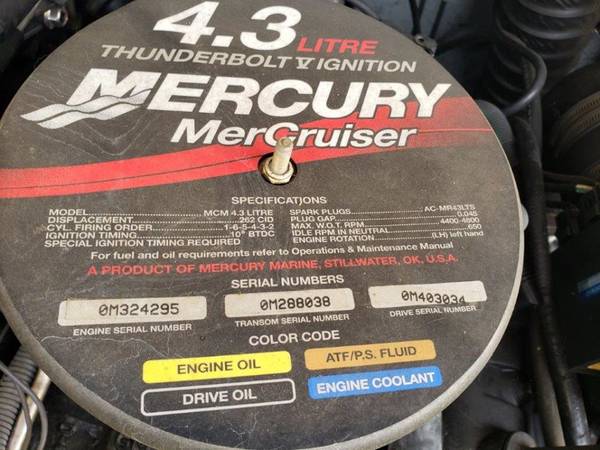 4.3 LITRE
THUNDERBOLT V IGNITION
MERCURY
MerCruiser
SPECIFICATIONS
MODEL MCM 4.3 LITRE
DISPLACEMENT 262 CID
CYL. FIRING ORDER 1-6-5-4-3-2
IGNITION TIMING 10° BTDC
SPECIAL IGNITION TIMING REQUIRED
SPARK PLUGS AC-MR43LTS
PLUG GAP 0.045
MAX. W.O.T. RPM 4400-4800
IDLE RPM IN NEUTRAL 650
ENGINE ROTATION (LH) left hand
For fuel and oil requirements refer to Operations & Maintenance Manual
A PRODUCT OF MERCURY MARINE, STILLWATER, OK, U.S.A.
SERIAL NUMBERS
0M324295 0M288038 0M403034
ENGINE SERIAL NUMBER TRANSOM SERIAL NUMBER DRIVE SERIAL NUMBER
COLOR CODE
ENGINE OIL ATF/P.S. FLUID
DRIVE OIL ENGINE COOLANT